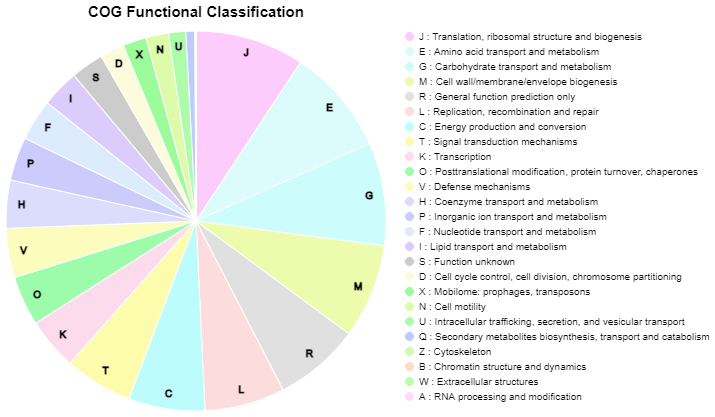 COG Functional Classification
J
E
G
M
R
L
C
T
K
O
V
H
P
F
I
S
D
X
N
U
J : Translation, ribosomal structure and biogenesis
E : Amino acid transport and metabolism
G : Carbohydrate transport and metabolism
M : Cell wall/membrane/envelope biogenesis
R : General function prediction only
L : Replication, recombination and repair
C : Energy production and conversion
T : Signal transduction mechanisms
K : Transcription
O : Posttranslational modification, protein turnover, chaperones
V : Defense mechanisms
H : Coenzyme transport and metabolism
P : Inorganic ion transport and metabolism
F : Nucleotide transport and metabolism
I : Lipid transport and metabolism
S : Function unknown
D : Cell cycle control, cell division, chromosome partitioning
X : Mobilome: prophages, transposons
N : Cell motility
U : Intracellular trafficking, secretion, and vesicular transport
Q : Secondary metabolites biosynthesis, transport and catabolism
Z : Cytoskeleton
B : Chromatin structure and dynamics
W : Extracellular structures
A : RNA processing and modification